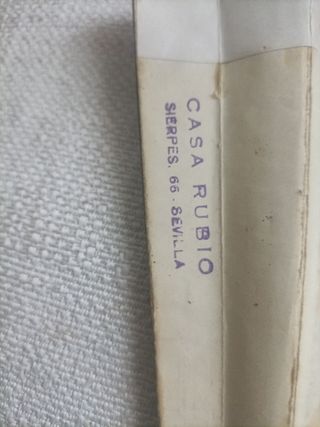 CASA RUBIO
SIERPES. 66. SEVILLA